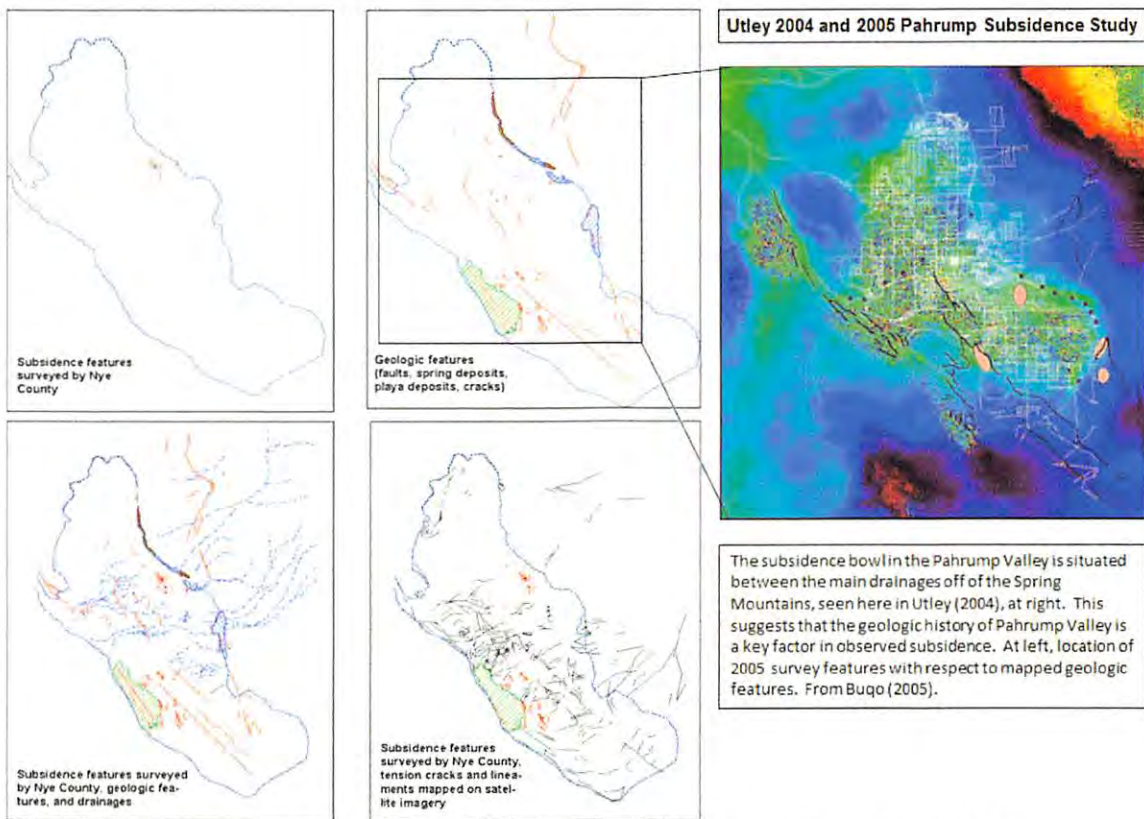 Utley 2004 and 2005 Pahrump Subsidence Study
Subsidence features
surveyed by Nye
County
Geologic features
(faults, spring deposits,
playa deposits, cracks)
Subsidence features surveyed
by Nye County, geologic fea-
tures, and drainages
Subsidence features
surveyed by Nye County,
tension cracks and linea-
ments mapped on satel-
lite imagery
The subsidence bowl in the Pahrump Valley is situated
between the main drainages off of the Spring
Mountains, seen here in Utley (2004), at right. This
suggests that the geologic history of Pahrump Valley is
a key factor in observed subsidence. At left, location of
2005 survey features with respect to mapped geologic
features. From Buqo (2005).